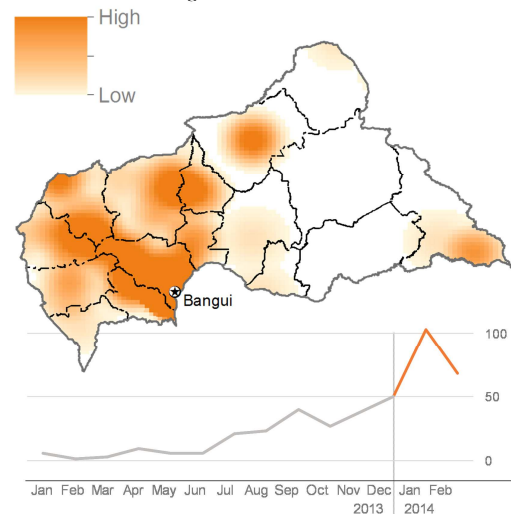 High
Low
Bangui
100
50
0
Jan Feb Mar Apr May Jun Jul Aug Sep Oct Nov Dec Jan Feb
2013 2014